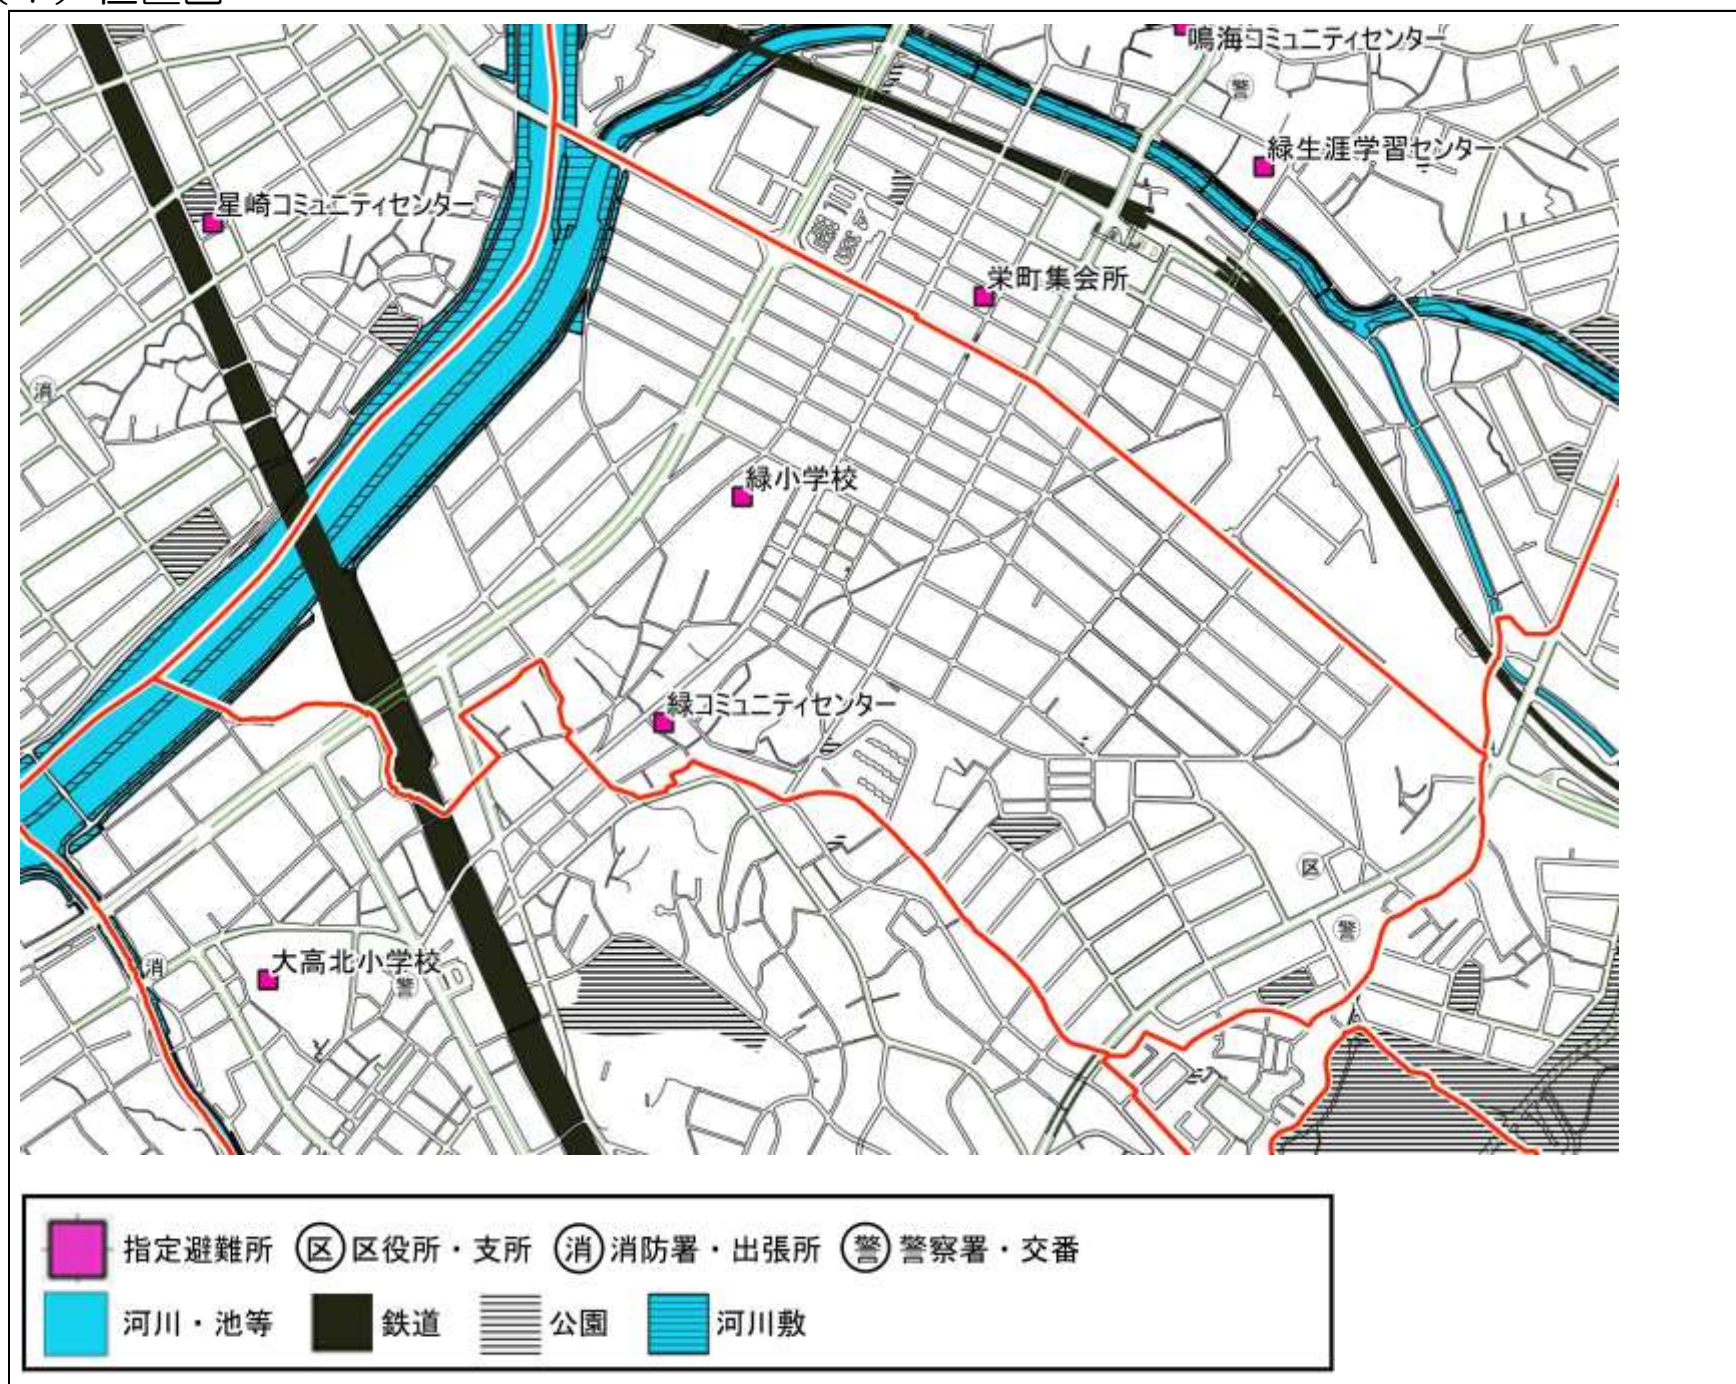 鳴海コミュニティセンター
警
緑生涯学習センター
星崎コミュニティセンター
栄町集会所
消
緑小学校
緑コミュニティセンター
区
警
消
大高北小学校
警
指定避難所 区 区役所・支所 消 消防署・出張所 警 警察署・交番
河川・池等 鉄道 公園 河川敷